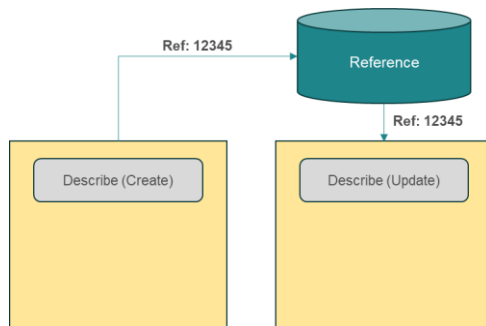 Ref: 12345
Reference
Ref: 12345
Describe (Create)
Describe (Update)